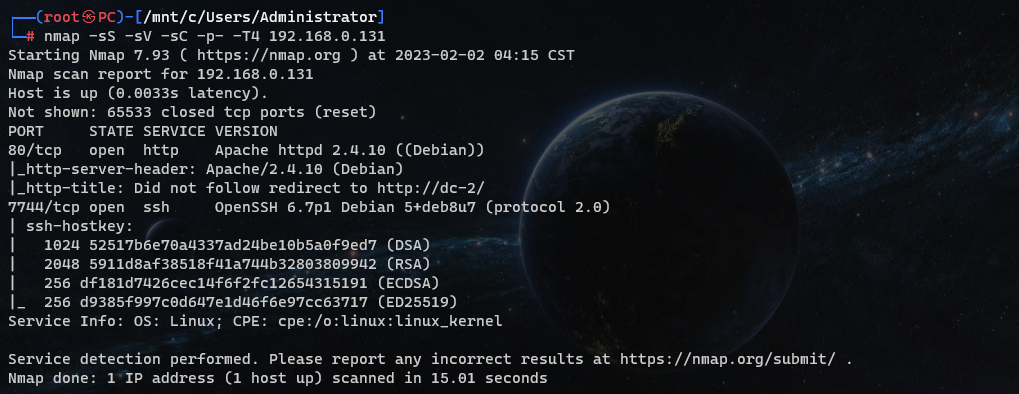 ┌──(root㉿PC)-[/mnt/c/Users/Administrator]
└─# nmap -sS -sV -sC -p- -T4 192.168.0.131
Starting Nmap 7.93 ( https://nmap.org ) at 2023-02-02 04:15 CST
Nmap scan report for 192.168.0.131
Host is up (0.0033s latency).
Not shown: 65533 closed tcp ports (reset)
PORT     STATE SERVICE VERSION
80/tcp   open  http    Apache httpd 2.4.10 ((Debian))
|_http-server-header: Apache/2.4.10 (Debian)
|_http-title: Did not follow redirect to http://dc-2/
7744/tcp open  ssh     OpenSSH 6.7p1 Debian 5+deb8u7 (protocol 2.0)
| ssh-hostkey:
|   1024 52517b6e70a4337ad24be10b5a0f9ed7 (DSA)
|   2048 5911d8af38518f41a744b32803809942 (RSA)
|   256 df181d7426cec14f6f2fc12654315191 (ECDSA)
|_  256 d9385f997c0d647e1d46f6e97cc63717 (ED25519)
Service Info: OS: Linux; CPE: cpe:/o:linux:linux_kernel

Service detection performed. Please report any incorrect results at https://nmap.org/submit/ .
Nmap done: 1 IP address (1 host up) scanned in 15.01 seconds